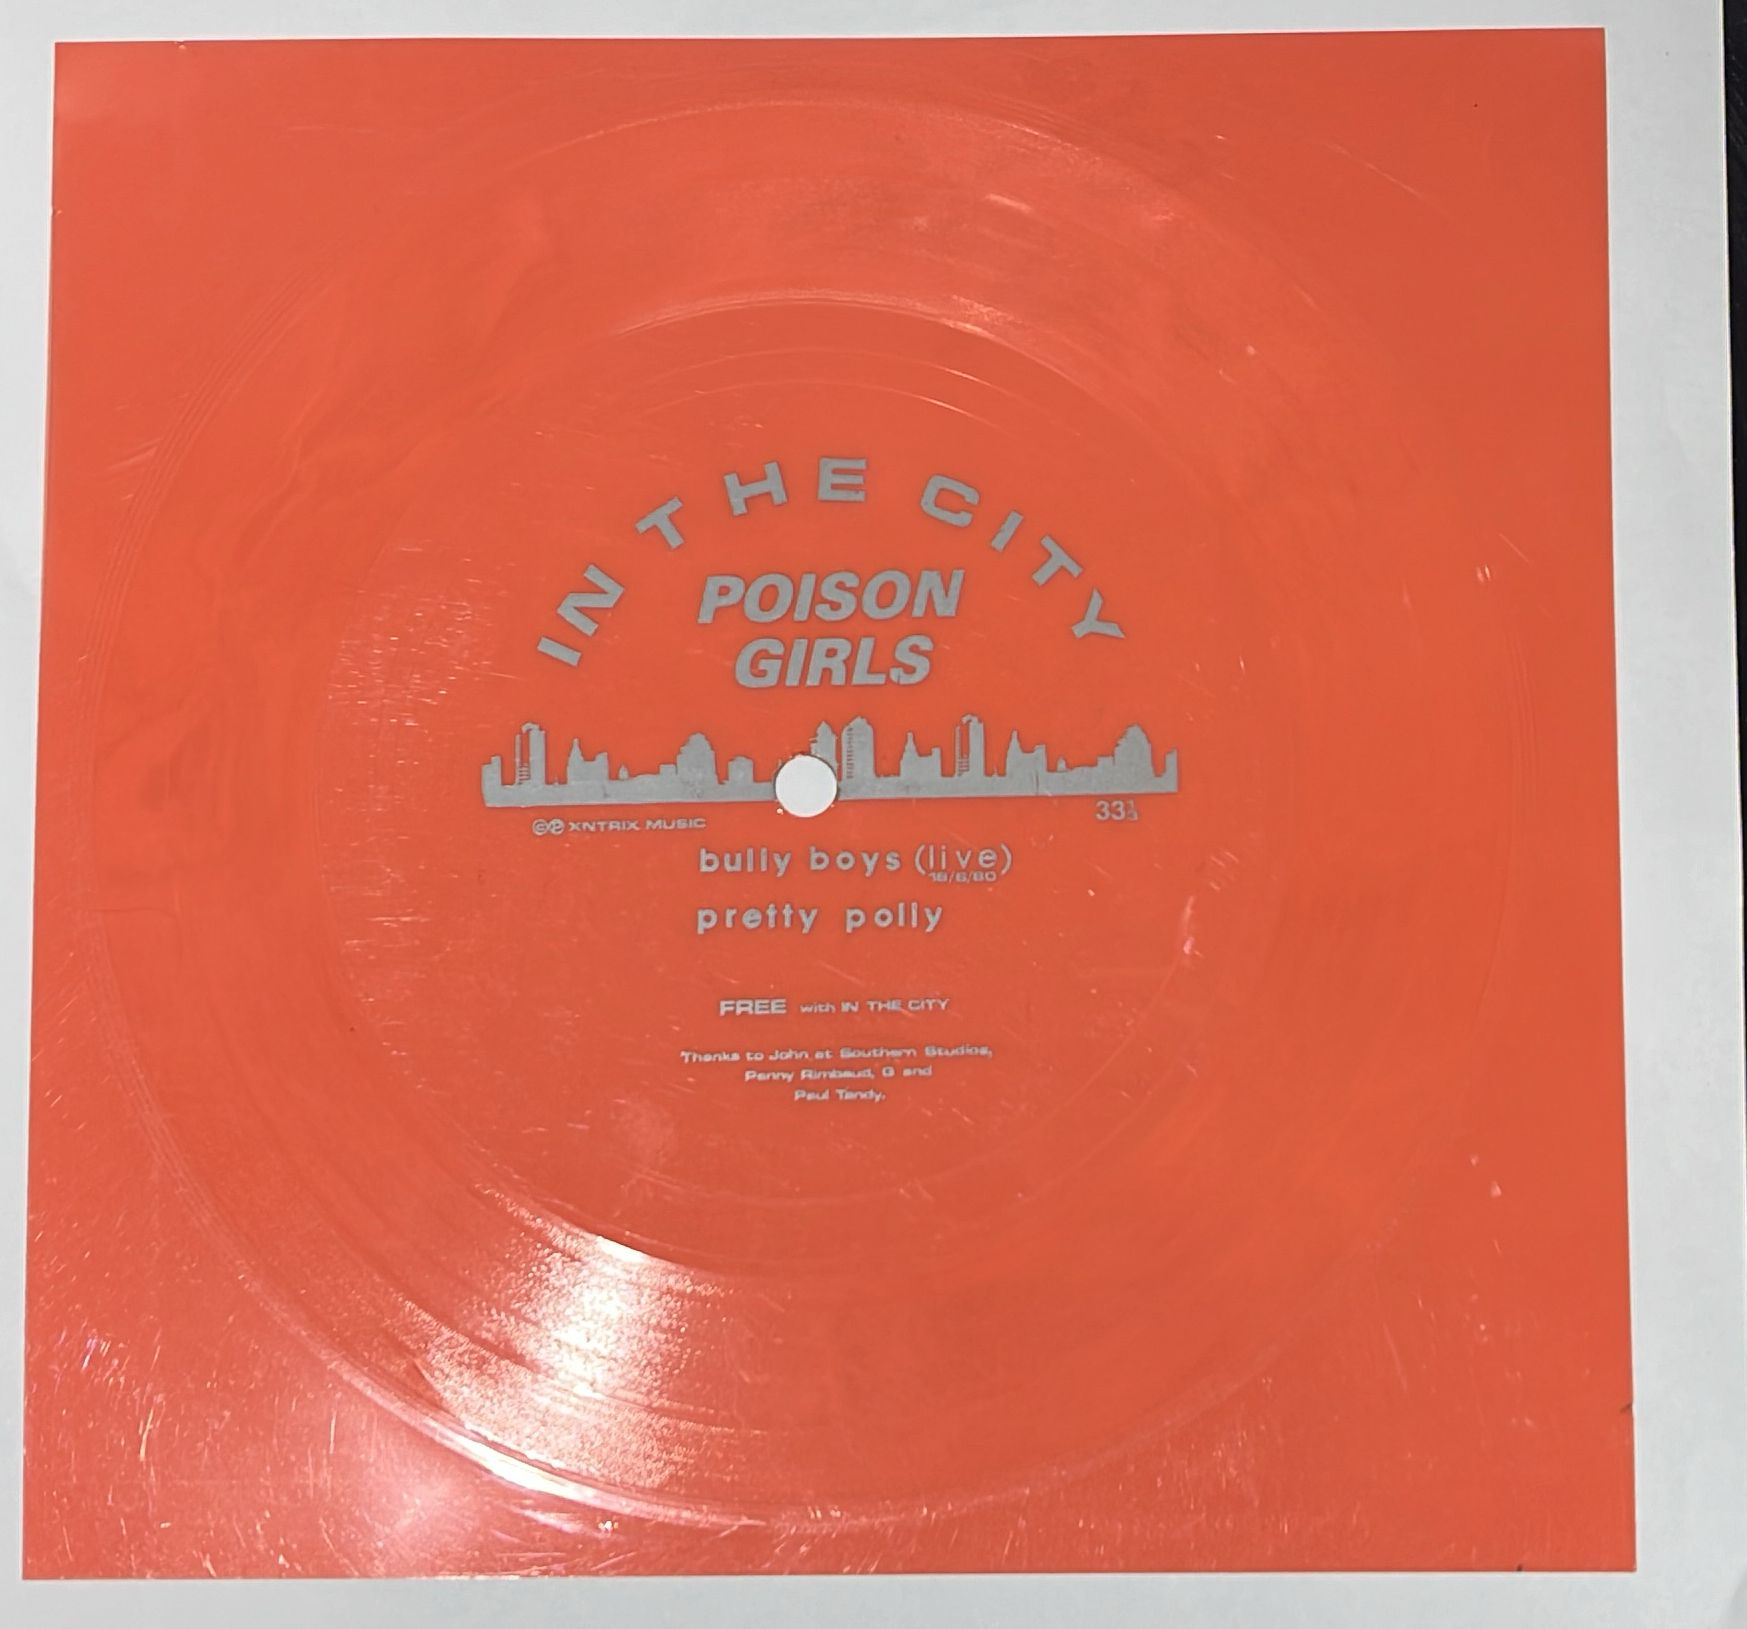 IN THE CITY
POISON
GIRLS
©℗ XNTRIX MUSIC
33⅓
bully boys (live)
18/6/80
pretty polly
FREE with IN THE CITY
Thanks to John at Southern Studios,
Penny Rimbaud, G and
Paul Tandy.